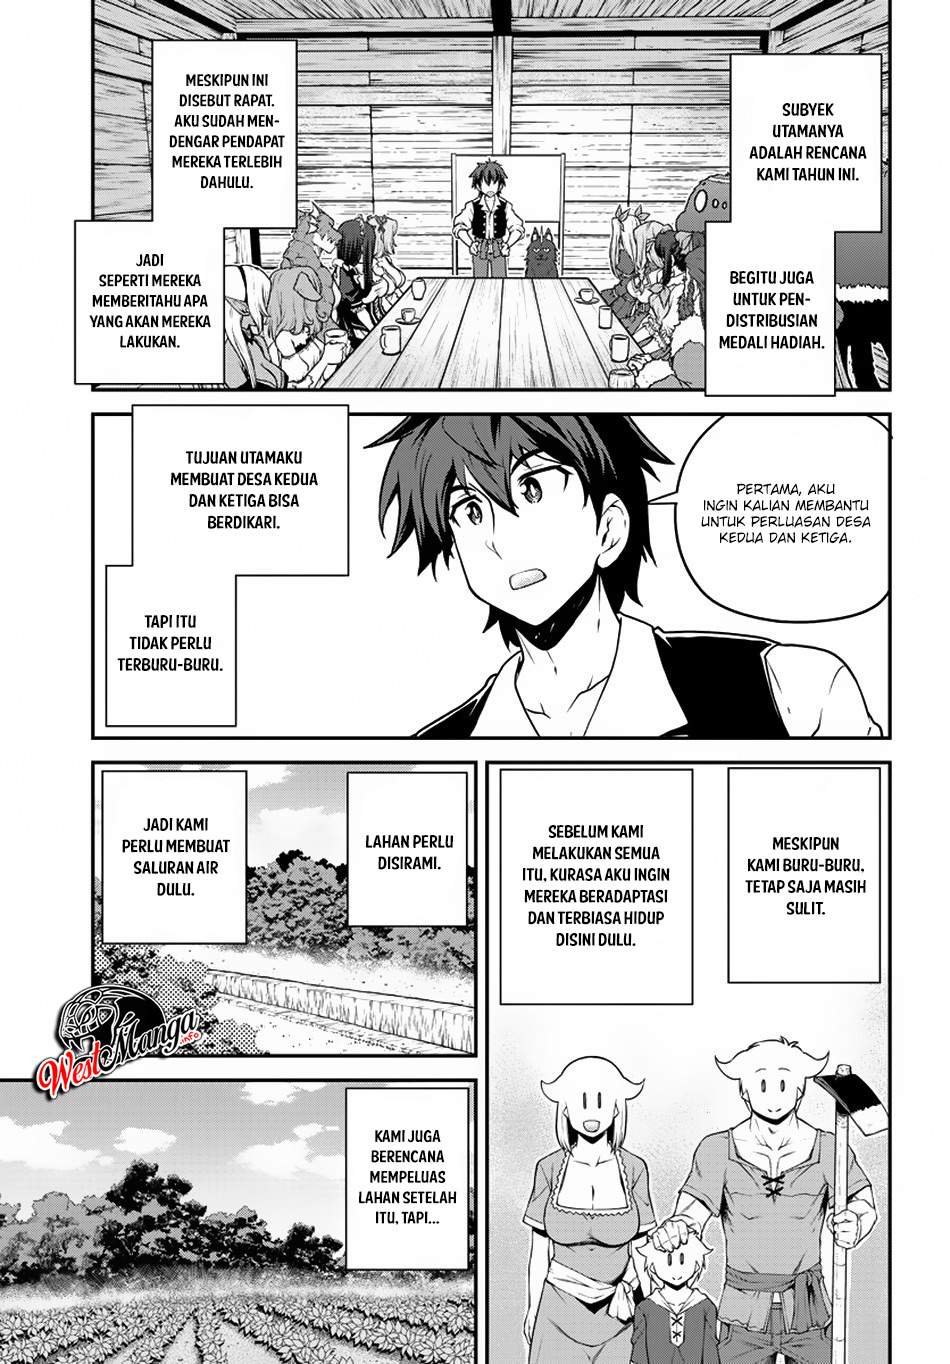 SUBYEK
UTAMANYA
ADALAH RENCANA
KAMI TAHUN INI.
BEGITU JUGA
UNTUK PEN-
DISTRIBUSIAN
MEDALI HADIAH.
MESKIPUN INI
DISEBUT RAPAT.
AKU SUDAH MEN-
DENGAR PENDAPAT
MEREKA TERLEBIH
DAHULU.
JADI
SEPERTI MEREKA
MEMBERITAHU APA
YANG AKAN MEREKA
LAKUKAN.
PERTAMA, AKU
INGIN KALIAN MEMBANTU
UNTUK PERLUASAN DESA
KEDUA DAN KETIGA.
TUJUAN UTAMAKU
MEMBUAT DESA KEDUA
DAN KETIGA BISA
BERDIKARI.
TAPI ITU
TIDAK PERLU
TERBURU-BURU.
MESKIPUN
KAMI BURU-BURU,
TETAP SAJA MASIH
SULIT.
SEBELUM KAMI
MELAKUKAN SEMUA
ITU, KURASA AKU INGIN
MEREKA BERADAPTASI
DAN TERBIASA HIDUP
DISINI DULU.
LAHAN PERLU
DISIRAMI.
JADI KAMI
PERLU MEMBUAT
SALURAN AIR
DULU.
KAMI JUGA
BERENCANA
MEMPELUAS
LAHAN SETELAH
ITU, TAPI...
WESTMANGA.INFO